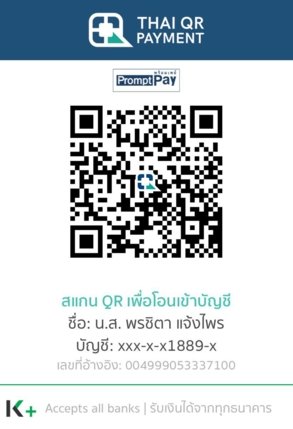 THAI QR
PAYMENT
พร้อมเพย์
PromptPay
สแกน QR เพื่อโอนเข้าบัญชี
ชื่อ: น.ส. พรชิตา แจ้งไพร
บัญชี: xxx-x-x1889-x
เลขที่อ้างอิง: 004999053337100
K+
Accepts all banks | รับเงินได้จากทุกธนาคาร